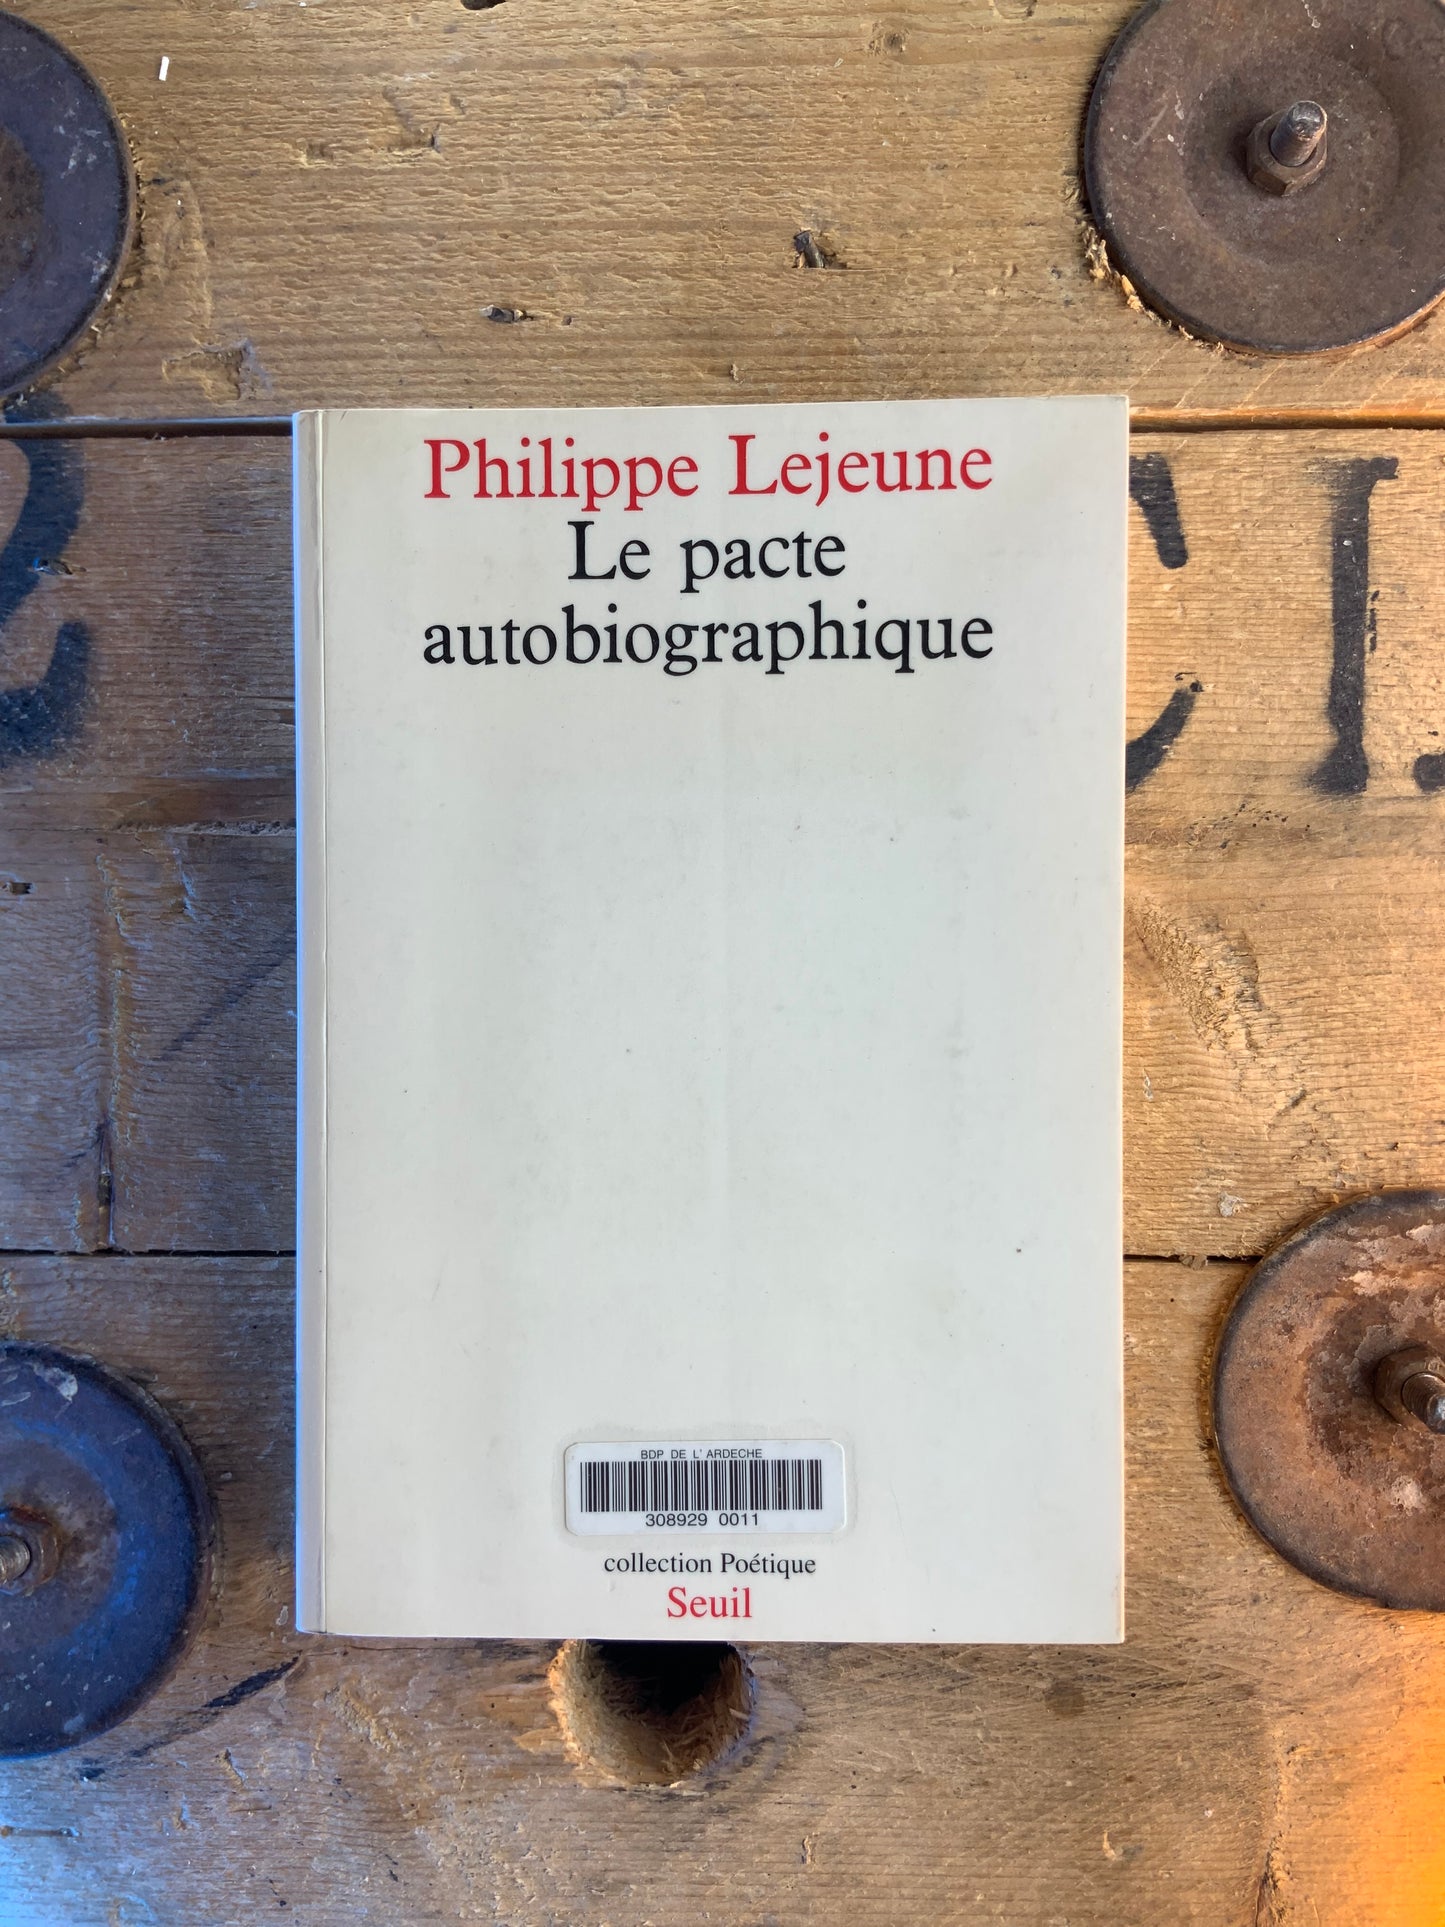 Philippe Lejeune
Le pacte
autobiographique
BDP DE L'ARDECHE
308929 0011
collection Poétique
Seuil